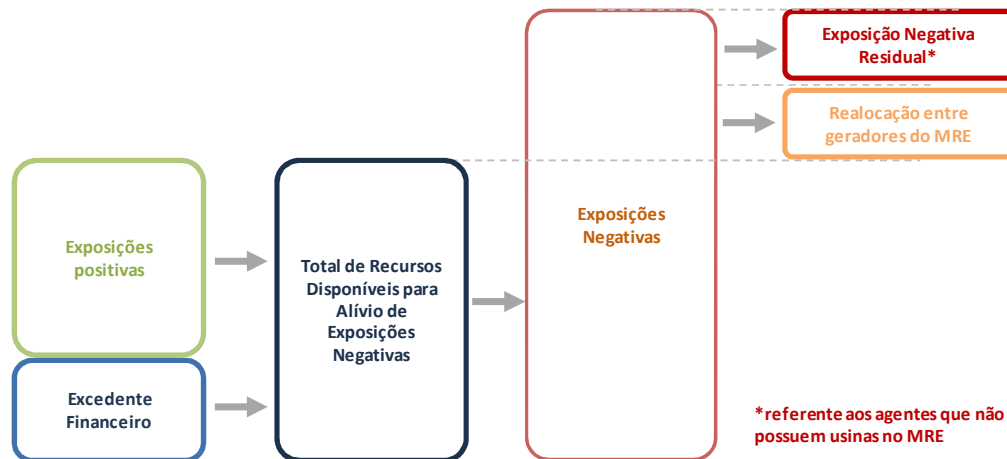 Exposições
positivas
Excedente
Financeiro
Total de Recursos
Disponíveis para
Alívio de
Exposições
Negativas
Exposições
Negativas
Exposição Negativa
Residual*
Realocação entre
geradores do MRE
*referente aos agentes que não
possuem usinas no MRE